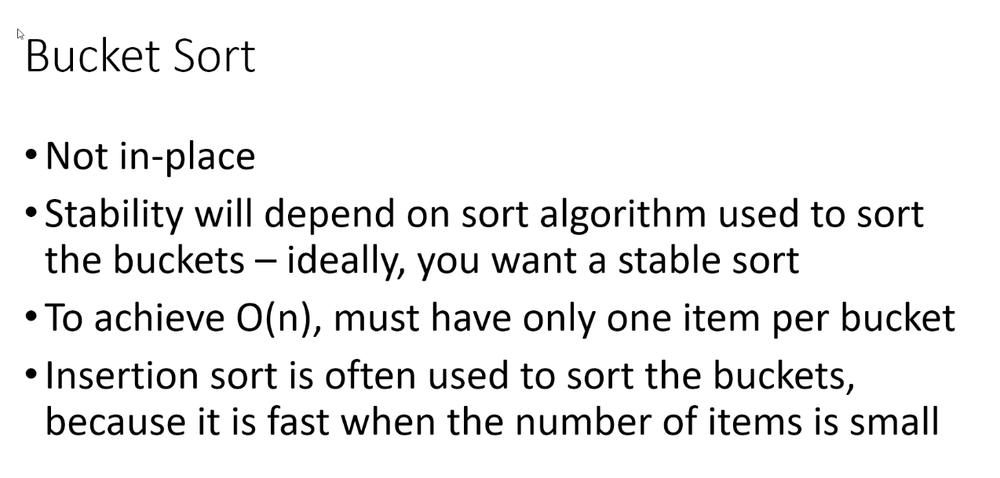 Bucket Sort
• Not in-place
• Stability will depend on sort algorithm used to sort
the buckets – ideally, you want a stable sort
• To achieve O(n), must have only one item per bucket
• Insertion sort is often used to sort the buckets,
because it is fast when the number of items is small